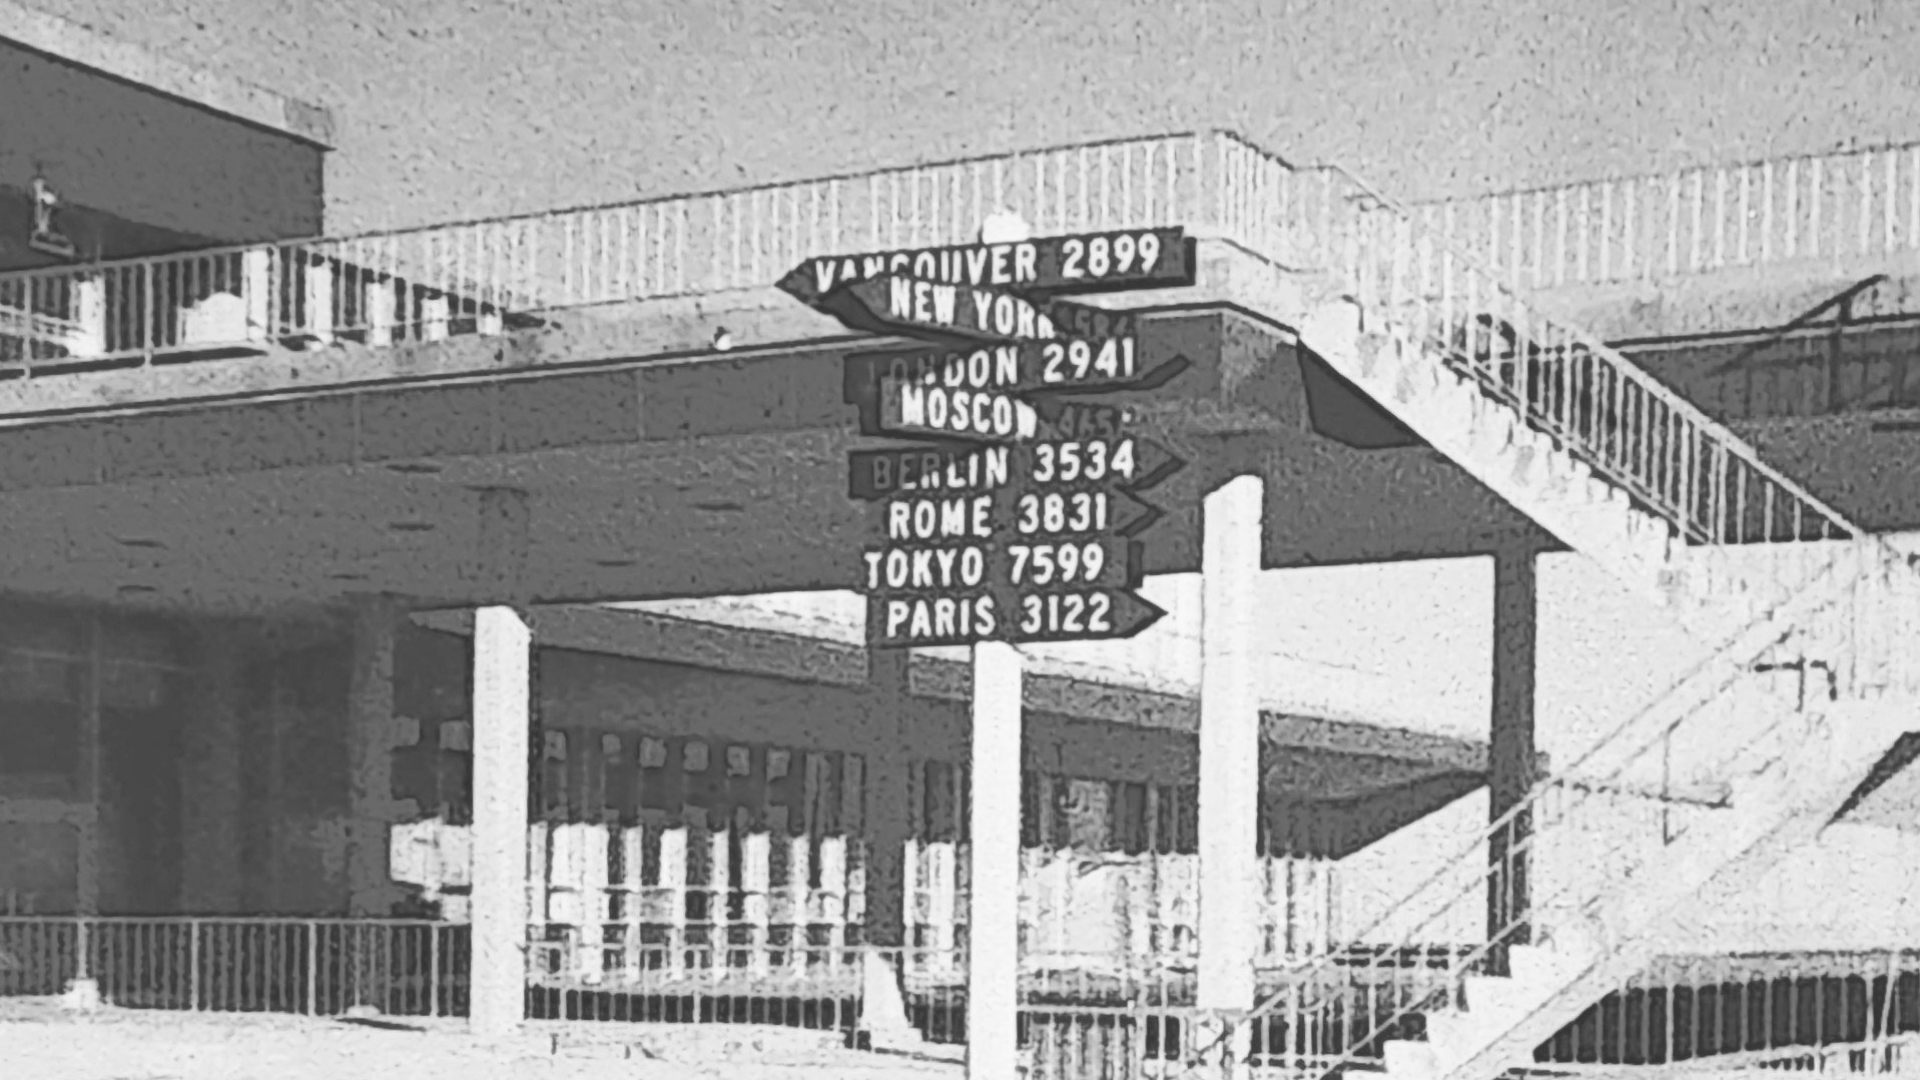 VANCOUVER 2899
NEW YORK
LONDON 2941
MOSCOW
BERLIN 3534
ROME 3831
TOKYO 7599
PARIS 3122